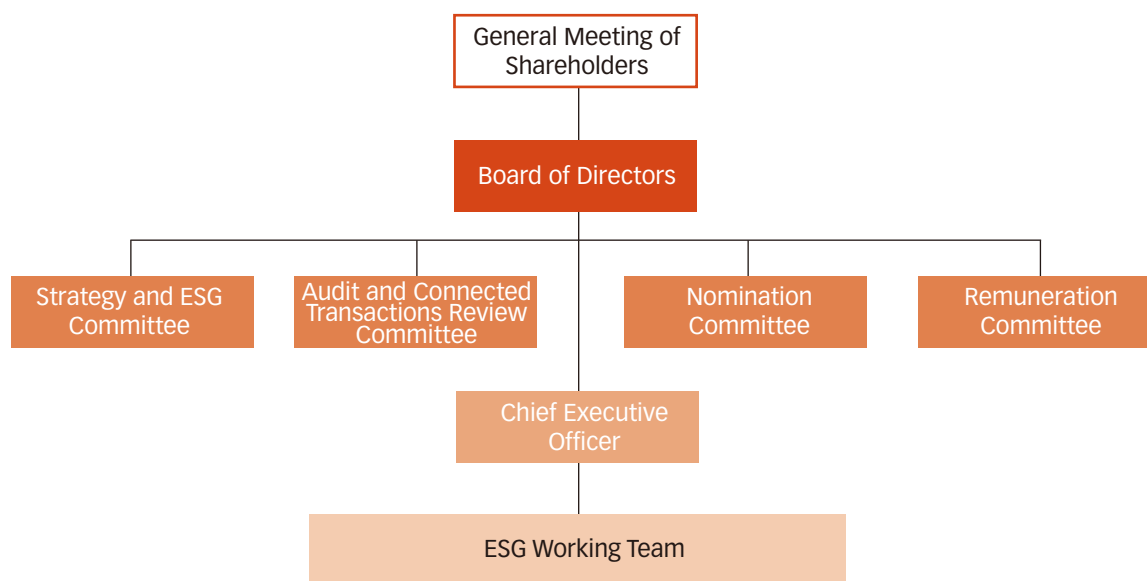 General Meeting of
Shareholders
Board of Directors
Strategy and ESG
Committee
Audit and Connected
Transactions Review
Committee
Nomination
Committee
Remuneration
Committee
Chief Executive
Officer
ESG Working Team